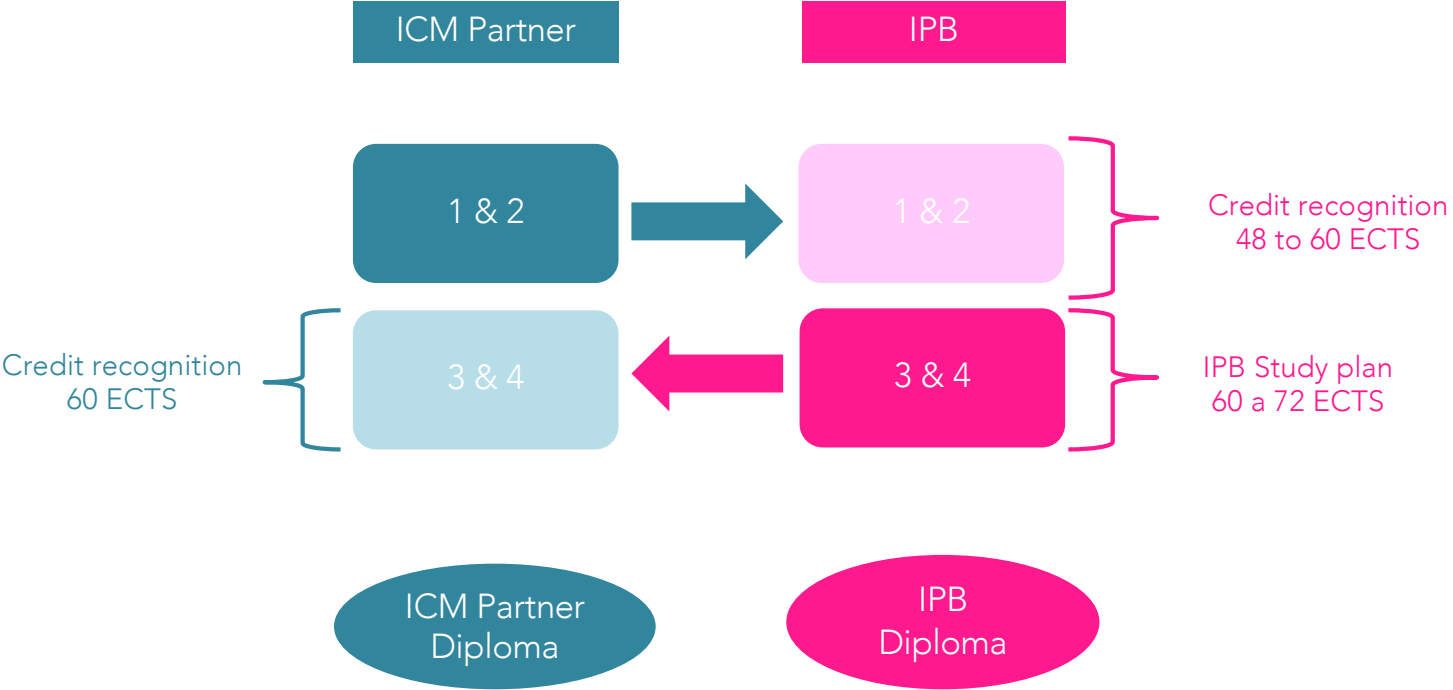 ICM Partner
IPB
1 & 2
1 & 2
Credit recognition
48 to 60 ECTS
Credit recognition
60 ECTS
3 & 4
3 & 4
IPB Study plan
60 a 72 ECTS
ICM Partner
Diploma
IPB
Diploma